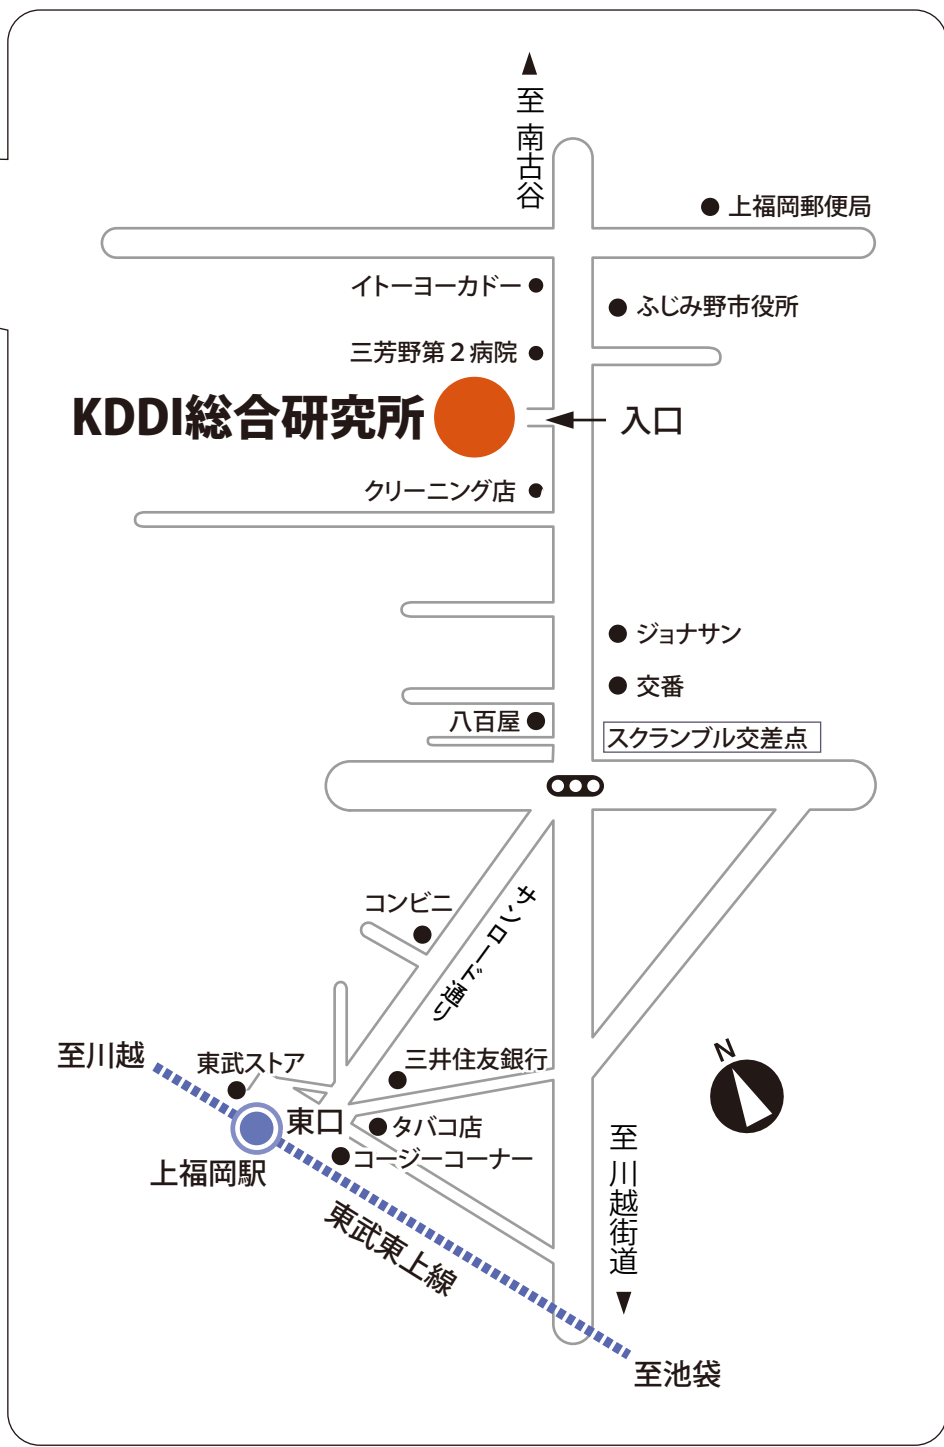 至 南古谷
上福岡郵便局
イトーヨーカドー
ふじみ野市役所
三芳野第２病院
KDDI総合研究所
入口
クリーニング店
ジョナサン
交番
八百屋
スクランブル交差点
コンビニ
サンロード通り
N
至川越
東武ストア
三井住友銀行
東口
タバコ店
コージーコーナー
上福岡駅
至 川越街道
東武東上線
至池袋